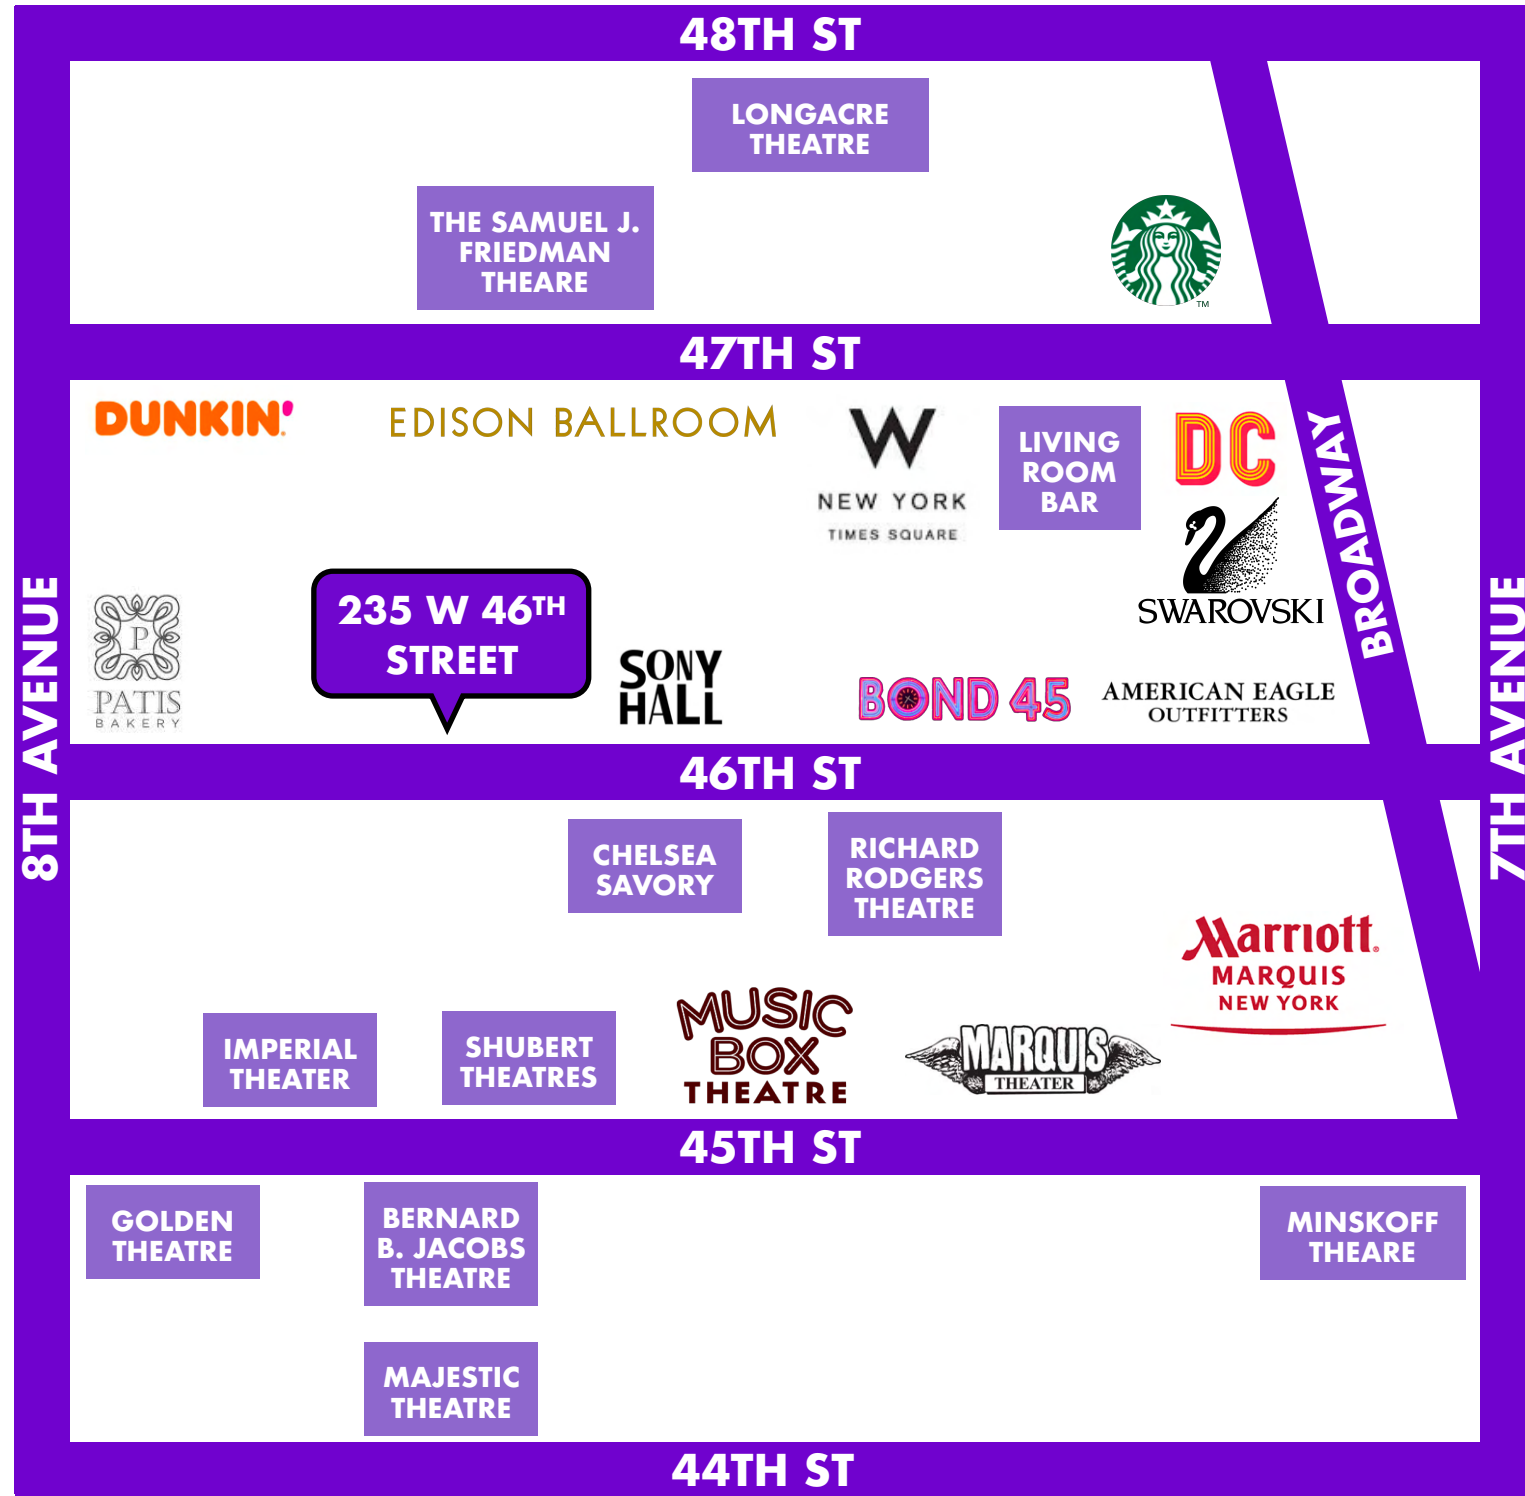 48TH ST
LONGACRE
THEATRE
THE SAMUEL J.
FRIEDMAN
THEARE
TM
47TH ST
DUNKIN'
EDISON BALLROOM
W
NEW YORK
TIMES SQUARE
LIVING
ROOM
BAR
DC
SWAROVSKI
BROADWAY
8TH AVENUE
7TH AVENUE
P
PATIS
BAKERY
235 W 46TH
STREET
SONY
HALL
BOND 45
AMERICAN EAGLE
OUTFITTERS
46TH ST
CHELSEA
SAVORY
RICHARD
RODGERS
THEATRE
Marriott®
MARQUIS
NEW YORK
IMPERIAL
THEATER
SHUBERT
THEATRES
MUSIC
BOX
THEATRE
MARQUIS
THEATER
45TH ST
GOLDEN
THEATRE
BERNARD
B. JACOBS
THEATRE
MINSKOFF
THEARE
MAJESTIC
THEATRE
44TH ST